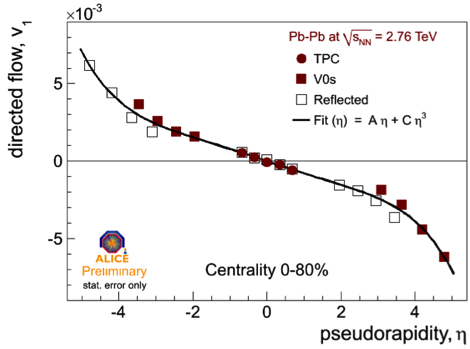 ×10⁻³
directed flow, v₁
Pb-Pb at √sNN = 2.76 TeV
TPC
V0s
Reflected
Fit (η) = A η + C η³
5
0
-5
ALICE
Preliminary
stat. error only
Centrality 0-80%
-4 -2 0 2 4
pseudorapidity, η